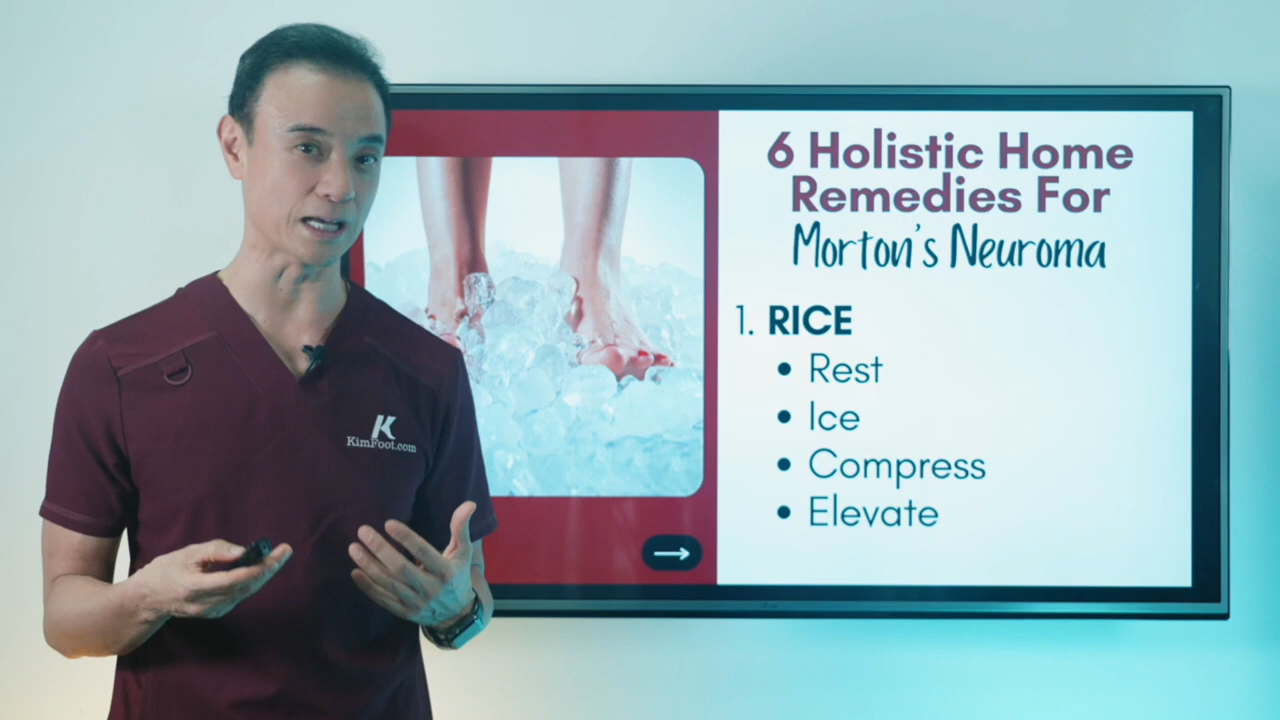 K
KimFoot.com
6 Holistic Home
Remedies For
Morton's Neuroma
1. RICE
• Rest
• Ice
• Compress
• Elevate